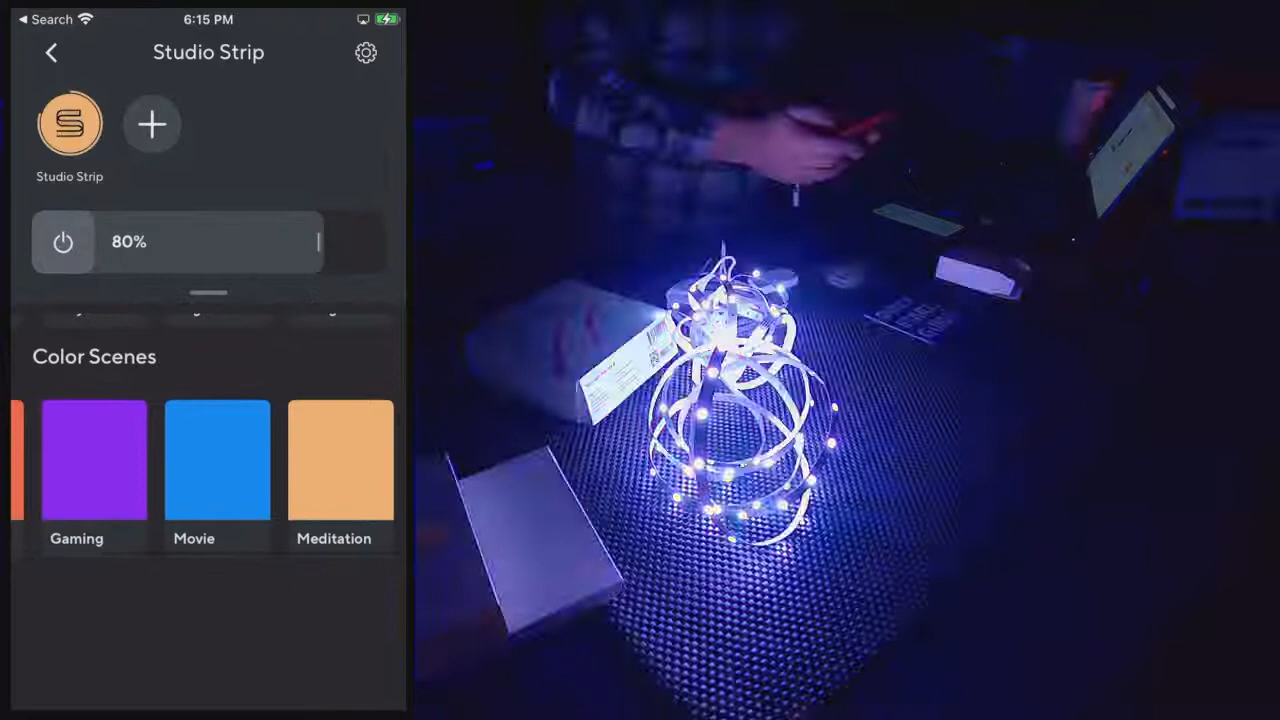 Search
6:15 PM
Studio Strip
Studio Strip
80%
Color Scenes
Gaming
Movie
Meditation